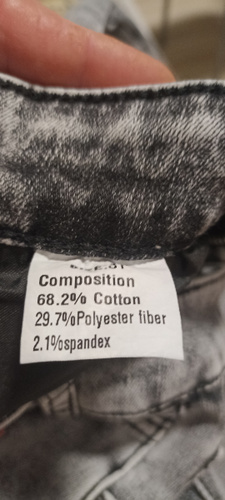 Composition
68.2% Cotton
29.7%Polyester fiber
2.1%spandex